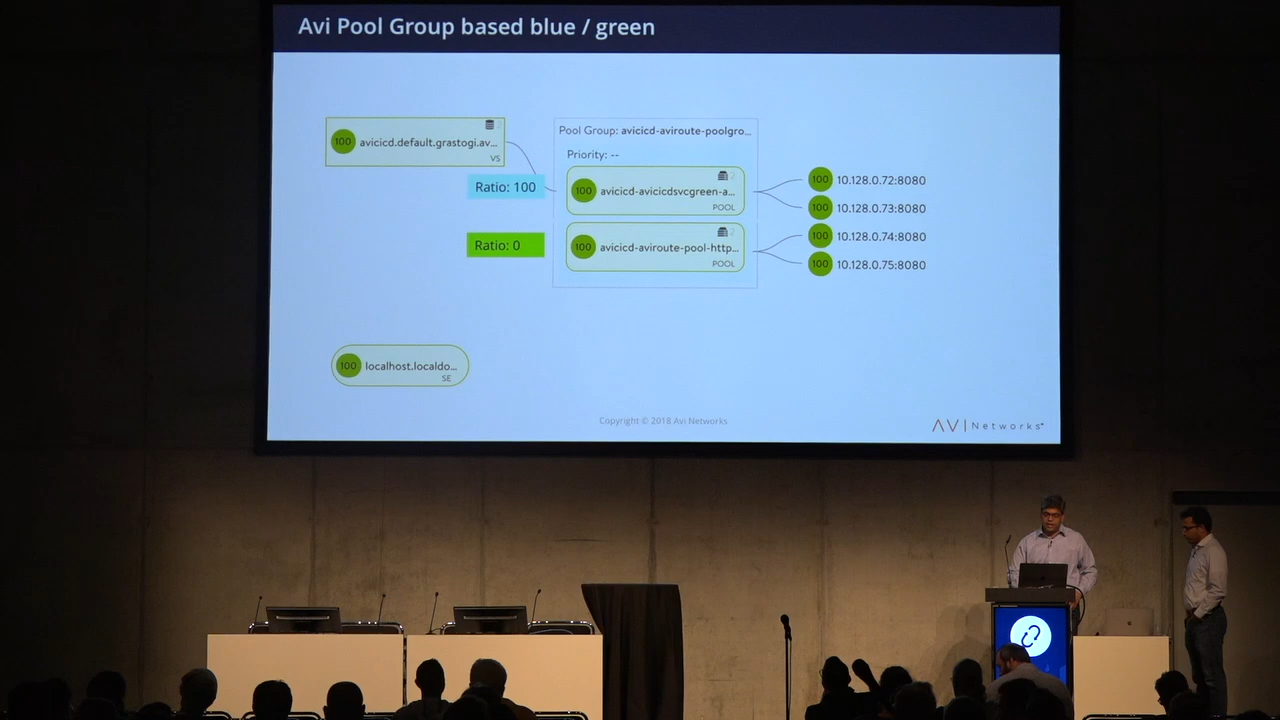 Avi Pool Group based blue / green
100 avicicd.default.grastogi.av...
VS
Pool Group: avicicd-aviroute-poolgro...
Priority: --
Ratio: 100
2
100 avicicd-avicicdsvcgreen-a...
POOL
100 10.128.0.72:8080
100 10.128.0.73:8080
Ratio: 0
2
100 avicicd-aviroute-pool-http...
POOL
100 10.128.0.74:8080
100 10.128.0.75:8080
100 localhost.localdo...
SE
Copyright © 2018 Avi Networks
AVI Networks